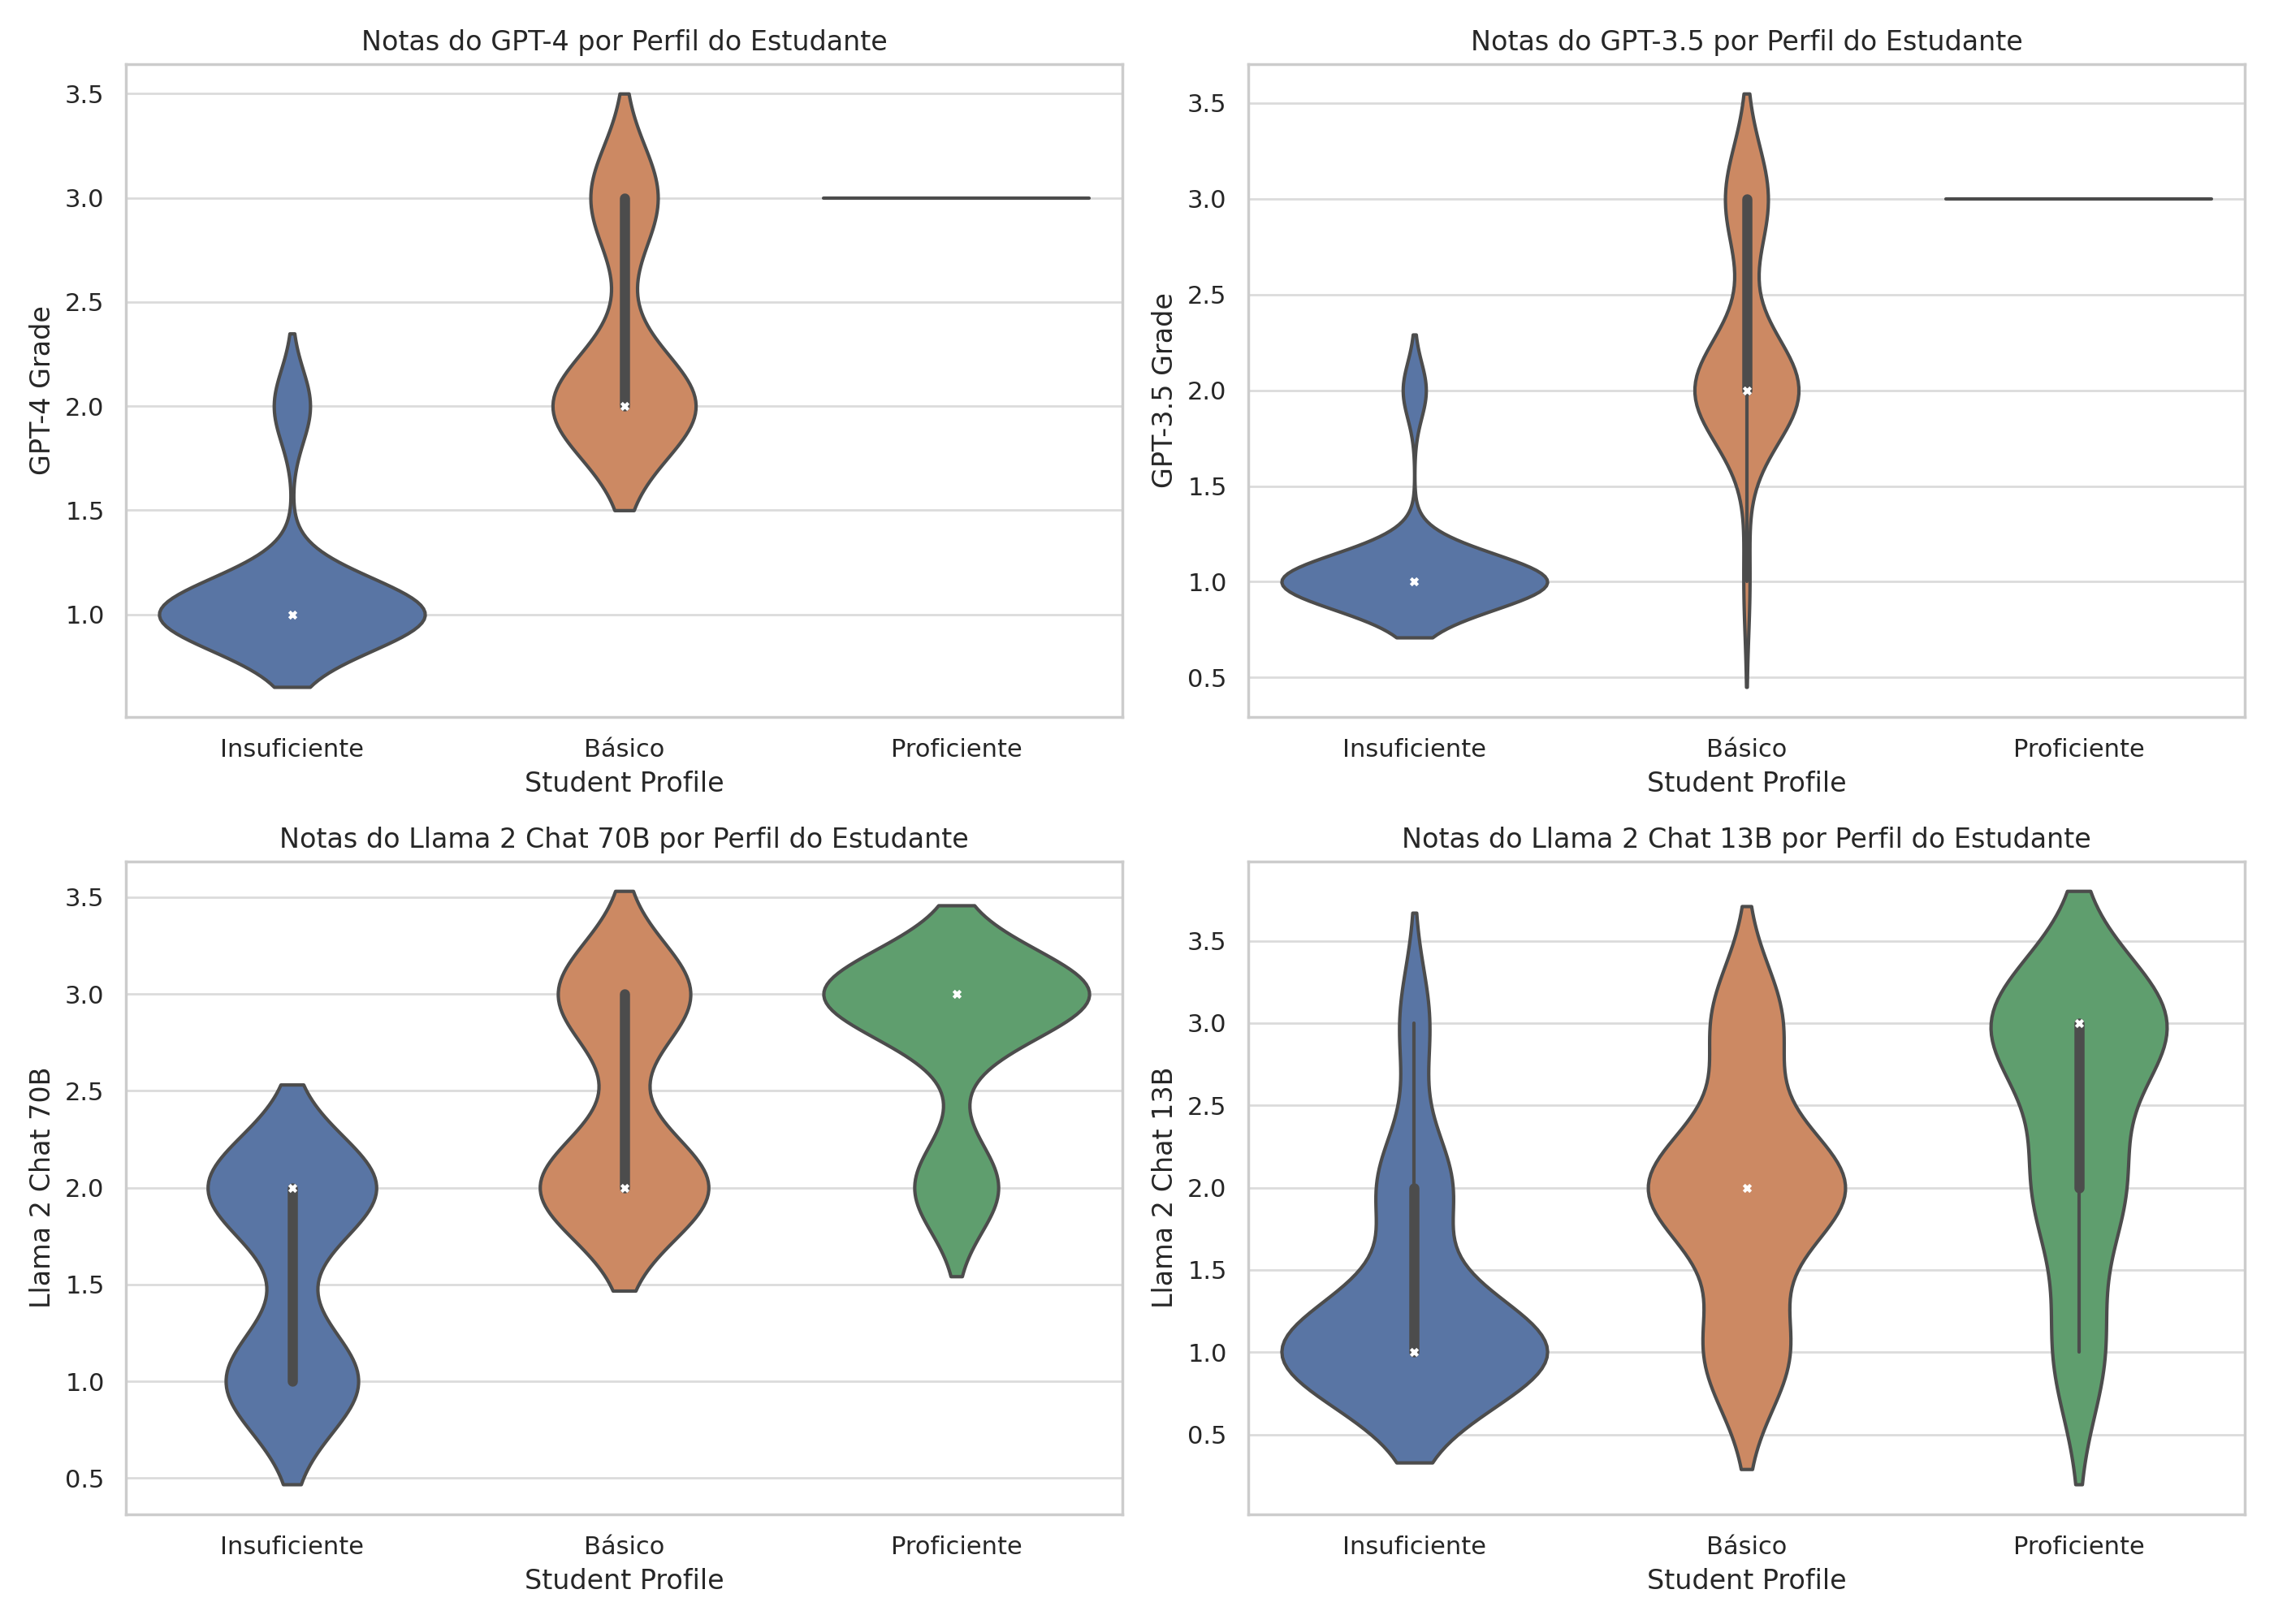 Notas do GPT-4 por Perfil do Estudante
GPT-4 Grade
3.5
3.0
2.5
2.0
1.5
1.0
Insuficiente Básico Proficiente
Student Profile
Notas do GPT-3.5 por Perfil do Estudante
GPT-3.5 Grade
3.5
3.0
2.5
2.0
1.5
1.0
0.5
Insuficiente Básico Proficiente
Student Profile
Notas do Llama 2 Chat 70B por Perfil do Estudante
Llama 2 Chat 70B
3.5
3.0
2.5
2.0
1.5
1.0
0.5
Insuficiente Básico Proficiente
Student Profile
Notas do Llama 2 Chat 13B por Perfil do Estudante
Llama 2 Chat 13B
3.5
3.0
2.5
2.0
1.5
1.0
0.5
Insuficiente Básico Proficiente
Student Profile